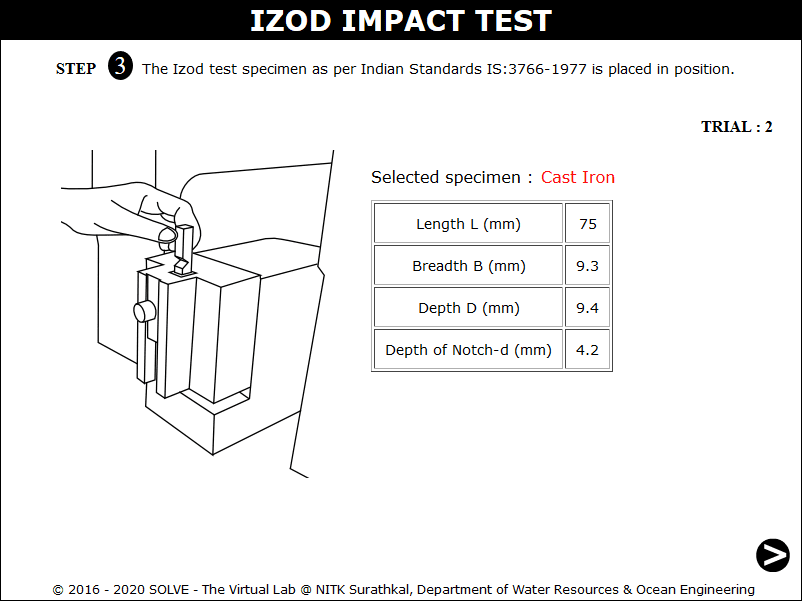 IZOD IMPACT TEST
STEP 3 The Izod test specimen as per Indian Standards IS:3766-1977 is placed in position.
TRIAL : 2
Selected specimen : Cast Iron
Length L (mm) 75
Breadth B (mm) 9.3
Depth D (mm) 9.4
Depth of Notch-d (mm) 4.2
>
© 2016 - 2020 SOLVE - The Virtual Lab @ NITK Surathkal, Department of Water Resources & Ocean Engineering